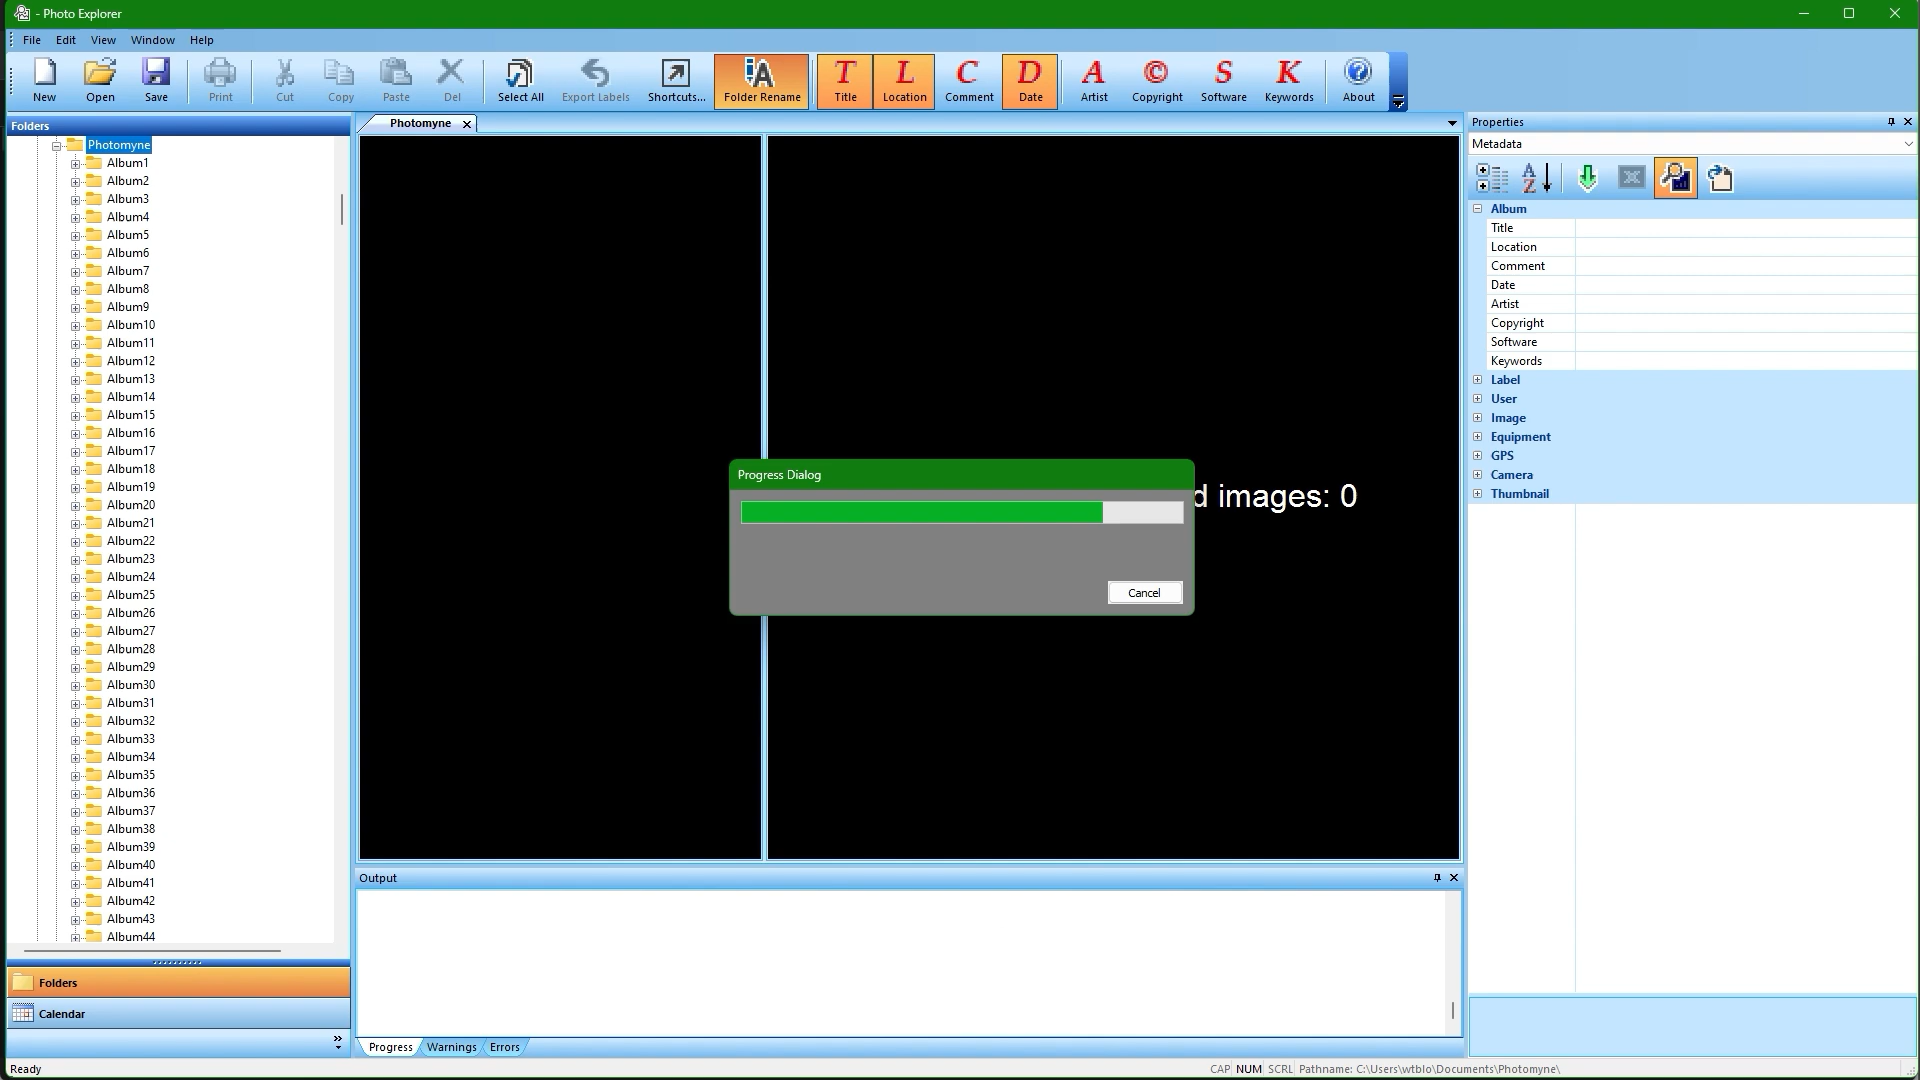 - Photo Explorer
File Edit View Window Help
New Open Save Print Cut Copy Paste Del Select All Export Labels Shortcuts... Folder Rename Title Location Comment Date Artist Copyright Software Keywords About
T L C D A © S K
Folders
Photomyne
Album1
Album2
Album3
Album4
Album5
Album6
Album7
Album8
Album9
Album10
Album11
Album12
Album13
Album14
Album15
Album16
Album17
Album18
Album19
Album20
Album21
Album22
Album23
Album24
Album25
Album26
Album27
Album28
Album29
Album30
Album31
Album32
Album33
Album34
Album35
Album36
Album37
Album38
Album39
Album40
Album41
Album42
Album43
Album44
Folders
Calendar
Photomyne
Progress Dialog
d images: 0
Cancel
Output
Progress Warnings Errors
Properties
Metadata
Album
Title
Location
Comment
Date
Artist
Copyright
Software
Keywords
Label
User
Image
Equipment
GPS
Camera
Thumbnail
Ready
CAP NUM SCRL Pathname: C:\Users\wtblo\Documents\Photomyne\